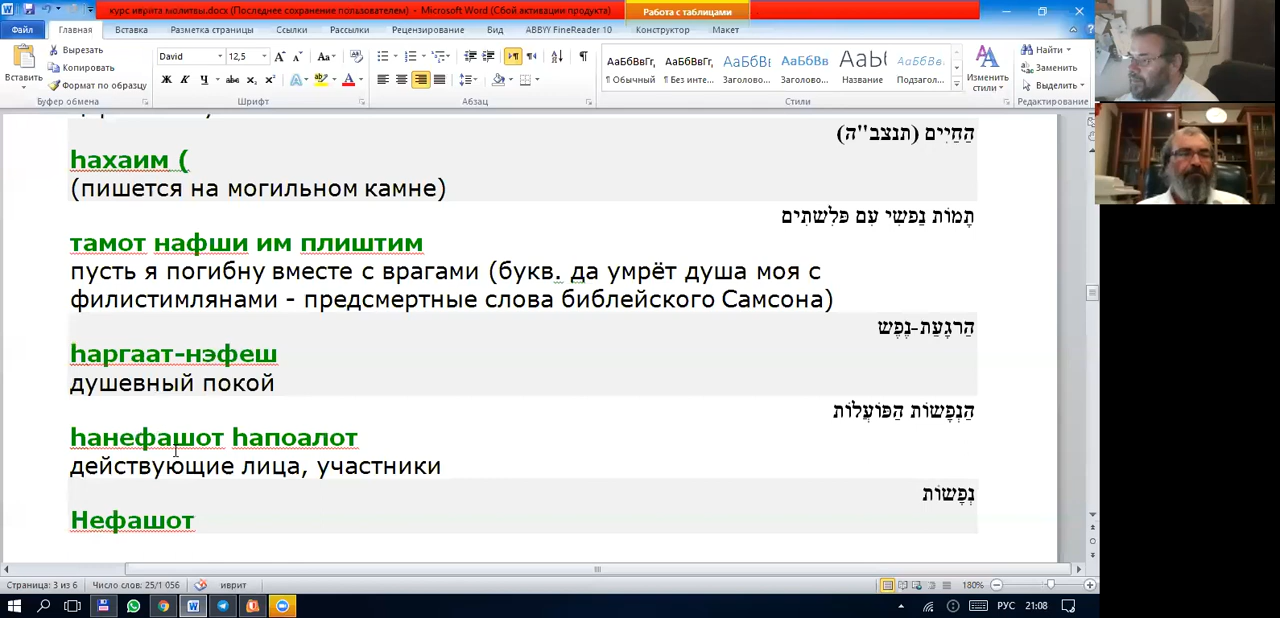 курс иврита молитвы.docx (Последнее сохранение пользователем) - Microsoft Word (Сбой активации продукта)
Работа с таблицами
Файл Главная Вставка Разметка страницы Ссылки Рассылки Рецензирование Вид ABBYY FineReader 10 Конструктор Макет
Вставить
Вырезать
Копировать
Формат по образцу
Буфер обмена
David 12,5
Ж К Ч abc x₂ x²
Шрифт
Абзац
АаБбВвГг, АаБбВвГг, АаБбВі АаБбВв АаБЬ АаБбВвГ
¶ Обычный ¶ Без инте... Заголово... Заголово... Название Подзагол...
Стили
Изменить стили
Найти
Заменить
Выделить
Редактирование
הַחַיִּים (תנצב"ה)
hахаим (
(пишется на могильном камне)
תָּמוֹת נַפְשִׁי עִם פְּלִשְׁתִּים
тамот нафши им плиштим
пусть я погибну вместе с врагами (букв. да умрёт душа моя с
филистимлянами - предсмертные слова библейского Самсона)
הַרְגָּעַת-נֶפֶשׁ
hаргаат-нэфеш
душевный покой
הַנְּפָשׁוֹת הַפּוֹעֲלוֹת
hанефашот hапоалот
действующие лица, участники
נְפָשׁוֹת
Нефашот
Страница: 3 из 6 Число слов: 25/1 056 иврит 180%
РУС 21:08